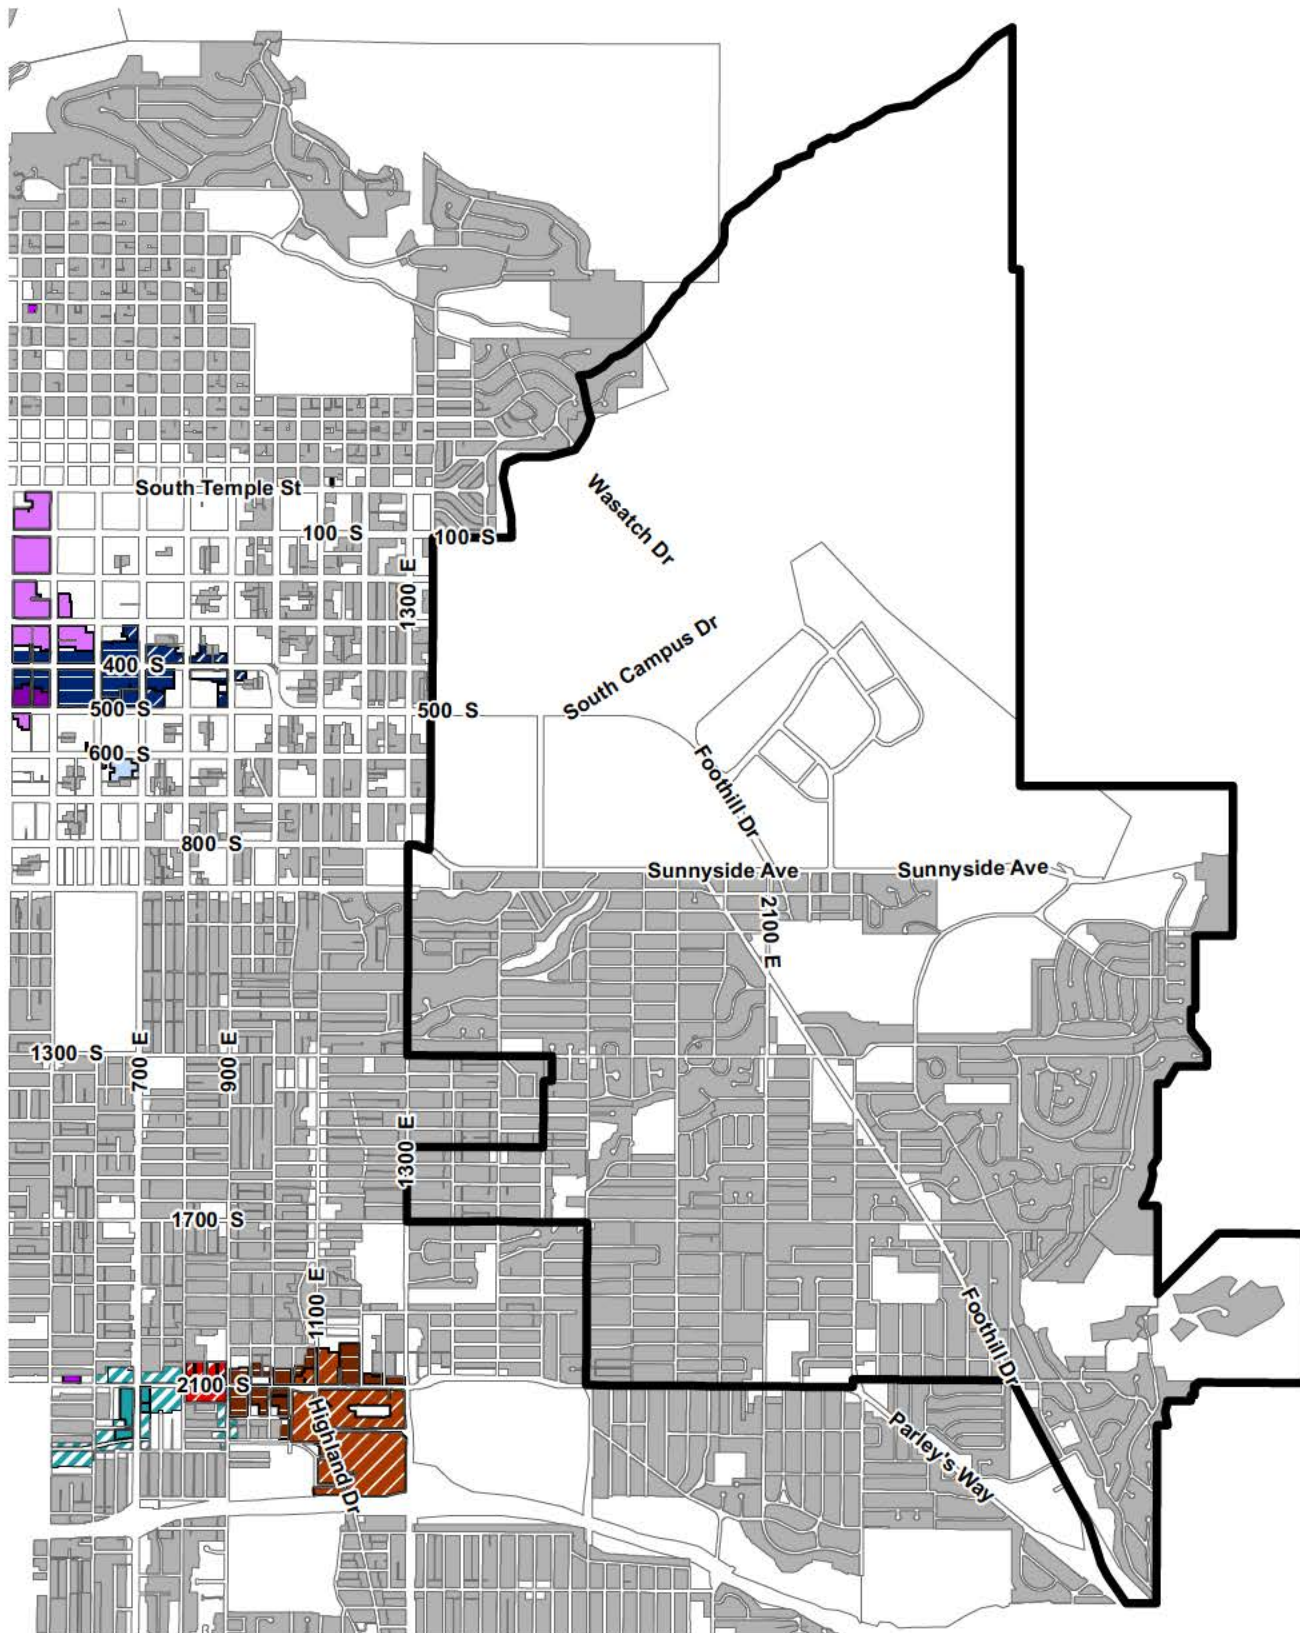 South Temple St
100 S
100 S
Wasatch Dr
1300 E
South Campus Dr
400 S
500 S
500 S
600 S
Foothill Dr
800 S
Sunnyside Ave
Sunnyside Ave
2100 E
1300 S
700 E
900 E
1300 E
1700 S
1100 E
Foothill Dr
2100 S
Highland Dr
Parley's Way